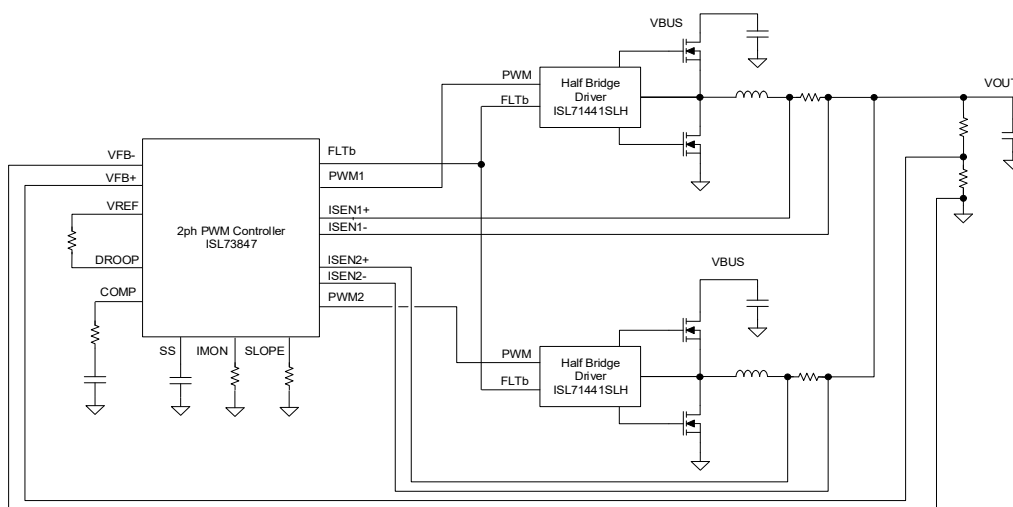 VBUS
PWM
FLTb
Half Bridge
Driver
ISL71441SLH
VOUT
VFB-
VFB+
VREF
DROOP
COMP
2ph PWM Controller
ISL73847
SS
IMON
SLOPE
FLTb
PWM1
ISEN1+
ISEN1-
ISEN2+
ISEN2-
PWM2
VBUS
PWM
FLTb
Half Bridge
Driver
ISL71441SLH